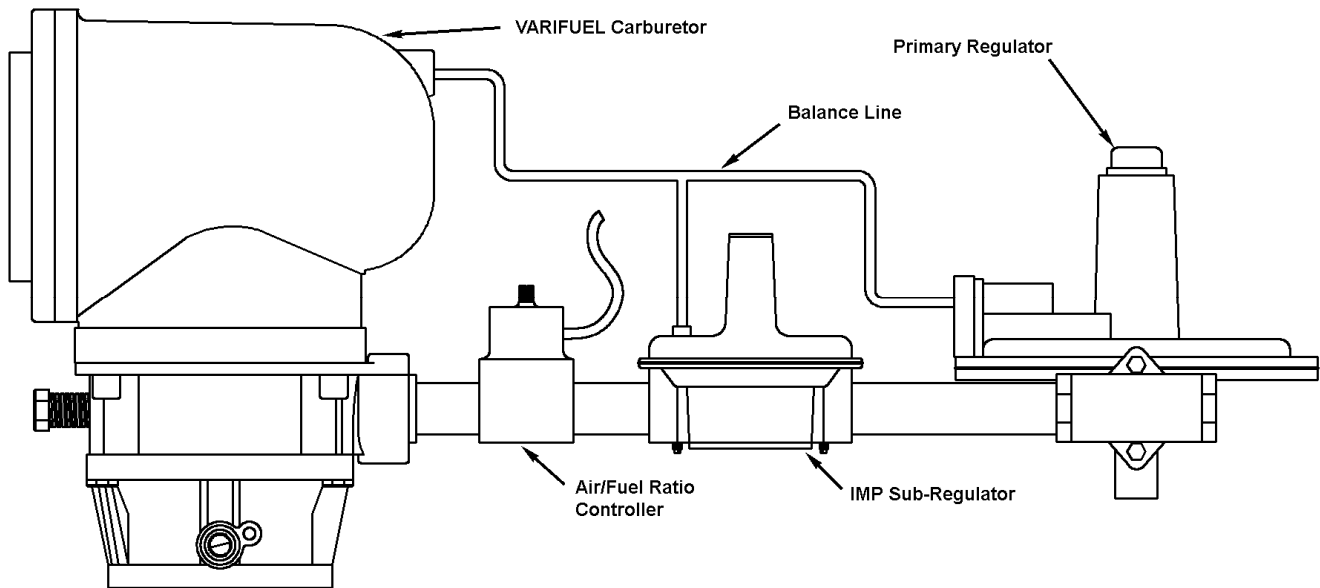 VARIFUEL Carburetor
Primary Regulator
Balance Line
Air/Fuel Ratio
Controller
IMP Sub-Regulator